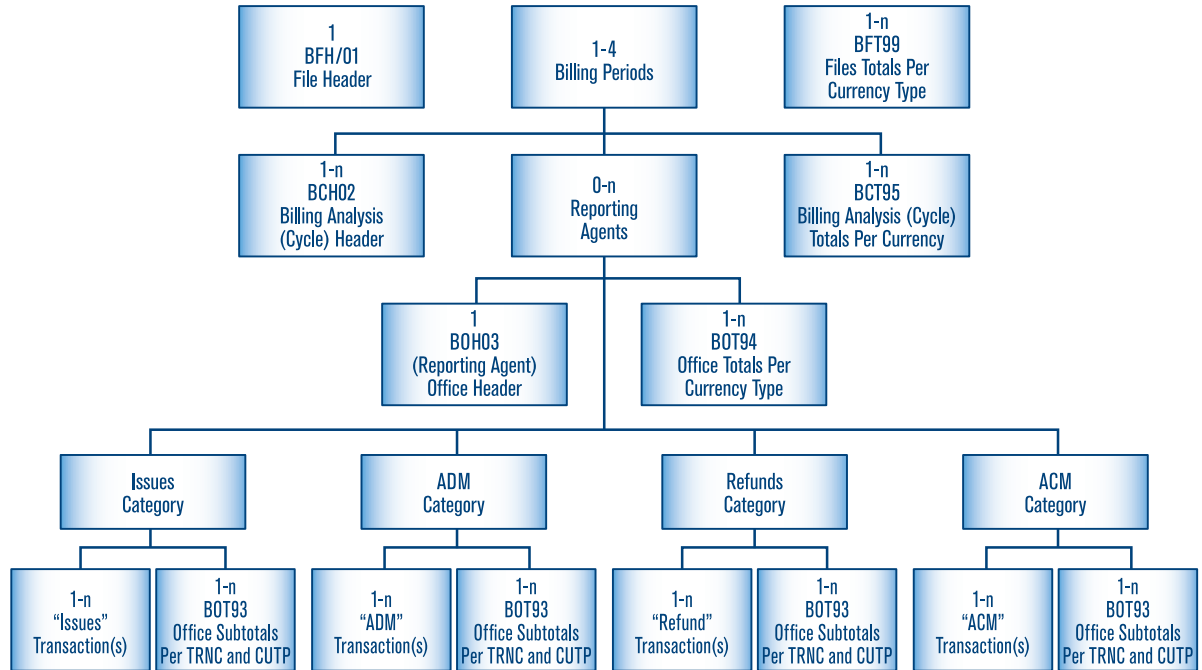 1
BFH/01
File Header
1-4
Billing Periods
1-n
BFT99
Files Totals Per
Currency Type
1-n
BCH02
Billing Analysis
(Cycle) Header
0-n
Reporting
Agents
1-n
BCT95
Billing Analysis (Cycle)
Totals Per Currency
1
BOH03
(Reporting Agent)
Office Header
1-n
BOT94
Office Totals Per
Currency Type
Issues
Category
ADM
Category
Refunds
Category
ACM
Category
1-n
“Issues”
Transaction(s)
1-n
BOT93
Office Subtotals
Per TRNC and CUTP
1-n
“ADM”
Transaction(s)
1-n
BOT93
Office Subtotals
Per TRNC and CUTP
1-n
“Refund”
Transaction(s)
1-n
BOT93
Office Subtotals
Per TRNC and CUTP
1-n
“ACM”
Transaction(s)
1-n
BOT93
Office Subtotals
Per TRNC and CUTP